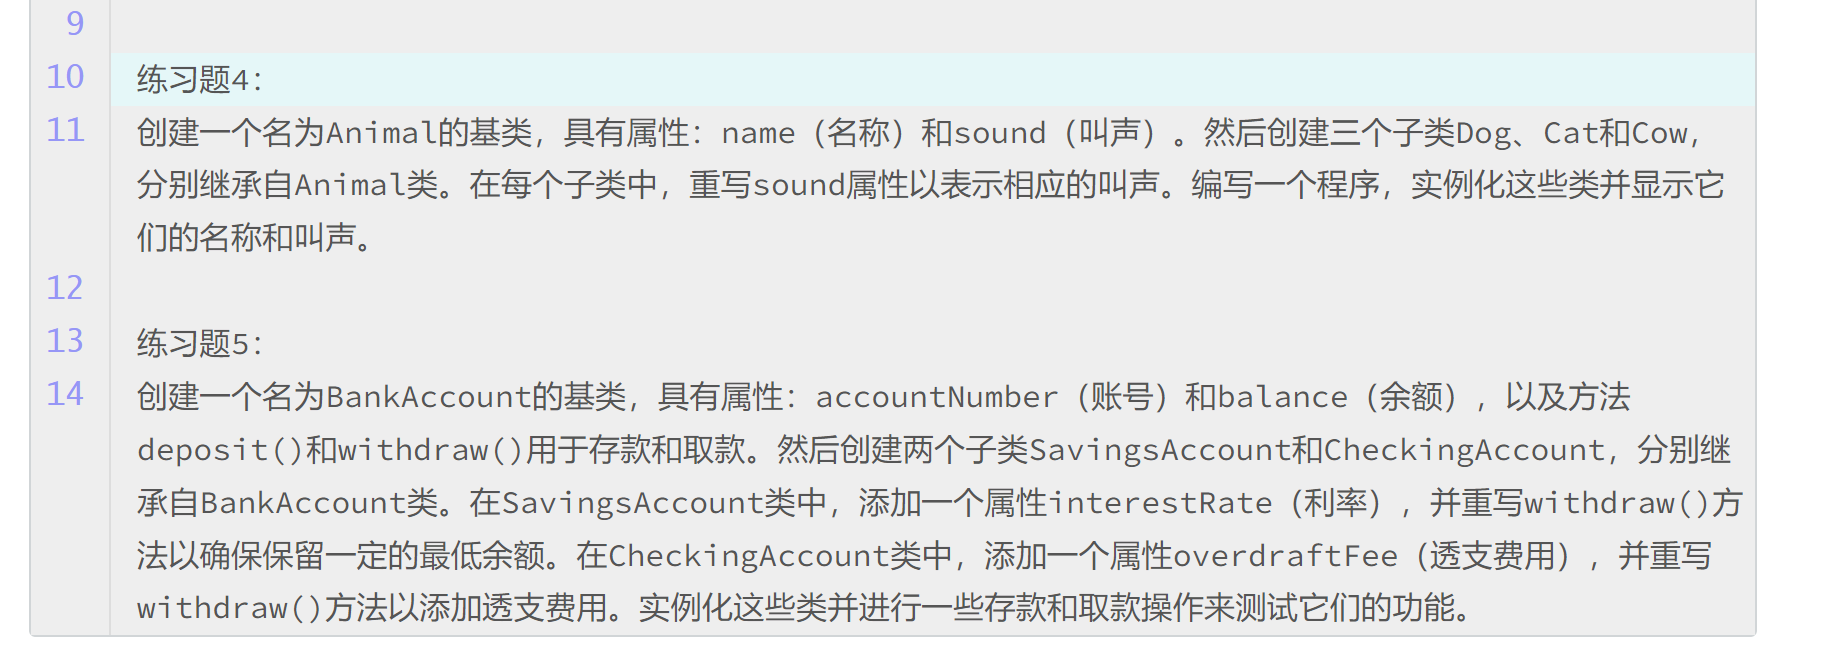 9
10 练习题4：
11 创建一个名为Animal的基类，具有属性：name（名称）和sound（叫声）。然后创建三个子类Dog、Cat和Cow，
分别继承自Animal类。在每个子类中，重写sound属性以表示相应的叫声。编写一个程序，实例化这些类并显示它
们的名称和叫声。
12
13 练习题5：
14 创建一个名为BankAccount的基类，具有属性：accountNumber（账号）和balance（余额），以及方法
deposit()和withdraw()用于存款和取款。然后创建两个子类SavingsAccount和CheckingAccount，分别继
承自BankAccount类。在SavingsAccount类中，添加一个属性interestRate（利率），并重写withdraw()方
法以确保保留一定的最低余额。在CheckingAccount类中，添加一个属性overdraftFee（透支费用），并重写
withdraw()方法以添加透支费用。实例化这些类并进行一些存款和取款操作来测试它们的功能。